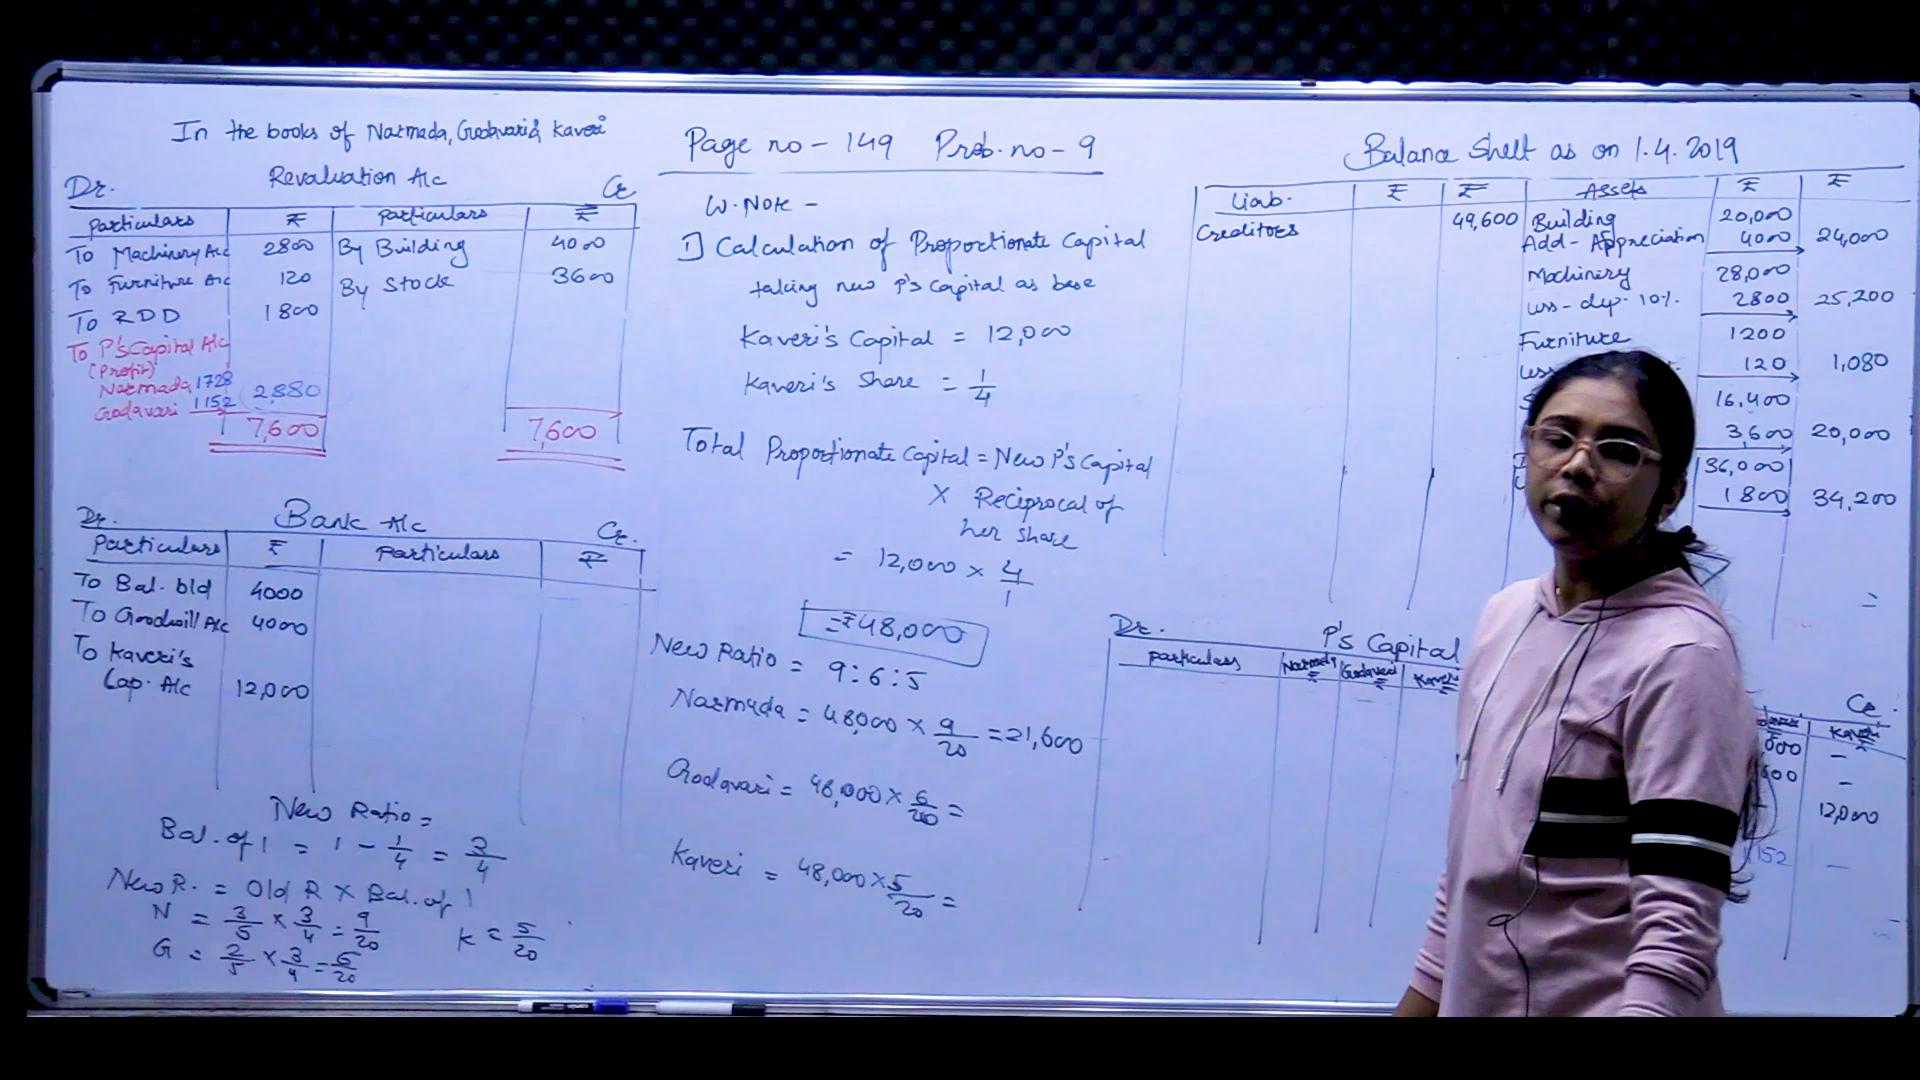 In the books of Narmada, Godavari & Kaveri
Revaluation A/c
Dr.
Cr
Particulars ₹ Particulars ₹
To Machinery A/c 2800 By Building 4000
To Furniture A/c 120 By Stock 3600
To RDD 1800
To P's Capital A/c
(Profit)
Narmada 1728 2,880
Godavari 1152
7,600 7,600
Dr. Bank A/c Cr.
Particulars ₹ Particulars ₹
To Bal. b/d 4000
To Goodwill A/c 4000
To Kaveri's
Cap. A/c 12,000
New Ratio =
Bal. of 1 = 1 - 1/4 = 3/4
New R. = Old R × Bal. of 1
N = 3/5 × 3/4 = 9/20
K = 5/20
G = 2/5 × 3/4 = 6/20
Page no - 149 Prob. no - 9
W. Note -
1] Calculation of Proportionate Capital
taking new P's Capital as base
Kaveri's Capital = 12,000
Kaveri's Share = 1/4
Total Proportionate Capital = New P's Capital
× Reciprocal of
her share
= 12,000 × 4/1
= ₹48,000
New Ratio = 9 : 6 : 5
Narmada = 48,000 × 9/20 = 21,600
Godavari = 48,000 × 6/20 =
Kaveri = 48,000 × 5/20 =
Balance Sheet as on 1.4.2019
Liab. ₹ ₹ Assets ₹ ₹
Creditors 49,600 Building 20,000
Add - Appreciation 4000 24,000
Machinery 28,000
Less - dep. 10% 2800 25,200
Furniture 1200
Less 120 1,080
16,400
3,600 20,000
36,000
1800 34,200
=
Dr. P's Capital
Cr.
Particulars Narmada ₹ Godavari ₹ Kaveri ₹
Kaveri ₹
,000 -
600 -
12,000
1152 -